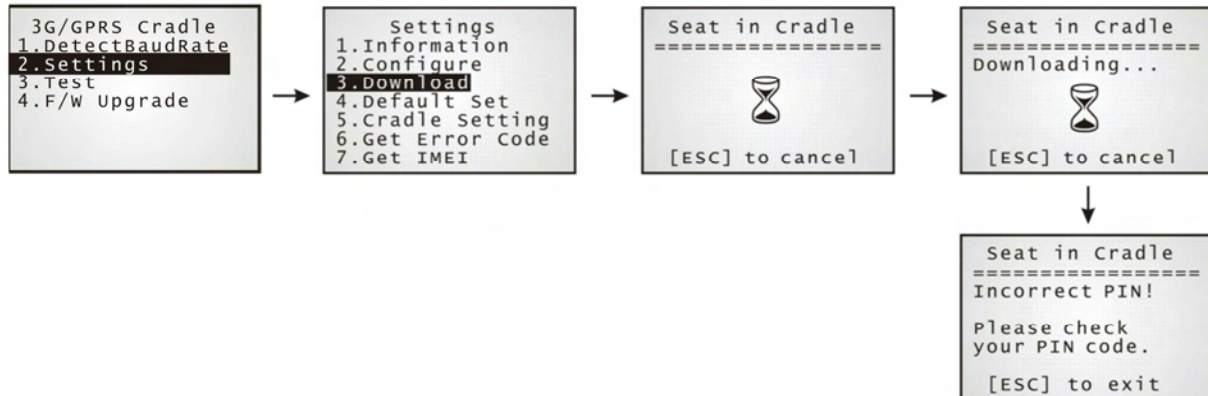 3G/GPRS Cradle
1.DetectBaudRate
2.Settings
3.Test
4.F/W Upgrade
Settings
1.Information
2.Configure
3.Download
4.Default Set
5.Cradle Setting
6.Get Error Code
7.Get IMEI
Seat in Cradle
=================
[ESC] to cancel
Seat in Cradle
=================
Downloading...
[ESC] to cancel
Seat in Cradle
=================
Incorrect PIN!
Please check
your PIN code.
[ESC] to exit